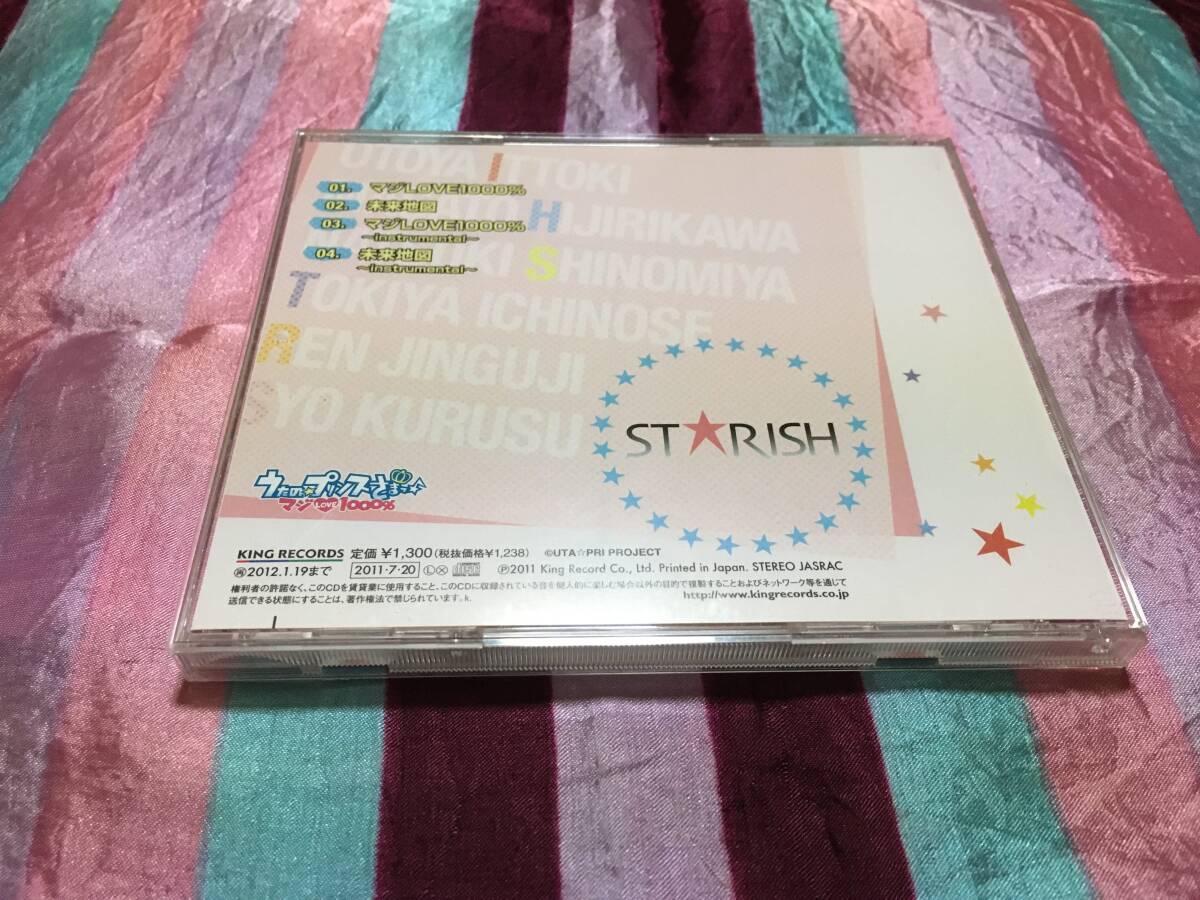 OTOYA ITTOKI
HIJIRIKAWA
SHINOMIYA
TOKIYA ICHINOSE
REN JINGUJI
SYO KURUSU
01. マジLOVE1000%
02. 未来地図
03. マジLOVE1000%
~instrumental~
04. 未来地図
~instrumental~
ST★RISH
うたの☆プリンスさまっ♪
マジLOVE1000%
KING RECORDS 定価 ¥1,300(税抜価格¥1,238) ©UTA☆PRI PROJECT
2012.1.19まで 2011・7・20 Ⓛ Ⓧ ℗2011 King Record Co., Ltd. Printed in Japan. STEREO JASRAC
権利者の許諾なく、このCDを賃貸業に使用すること、このCDに収録されている音を個人的に楽しむ場合以外の目的で複製することおよびネットワーク等を通じて
送信できる状態にすることは、著作権法で禁じられています。k.
http://www.kingrecords.co.jp